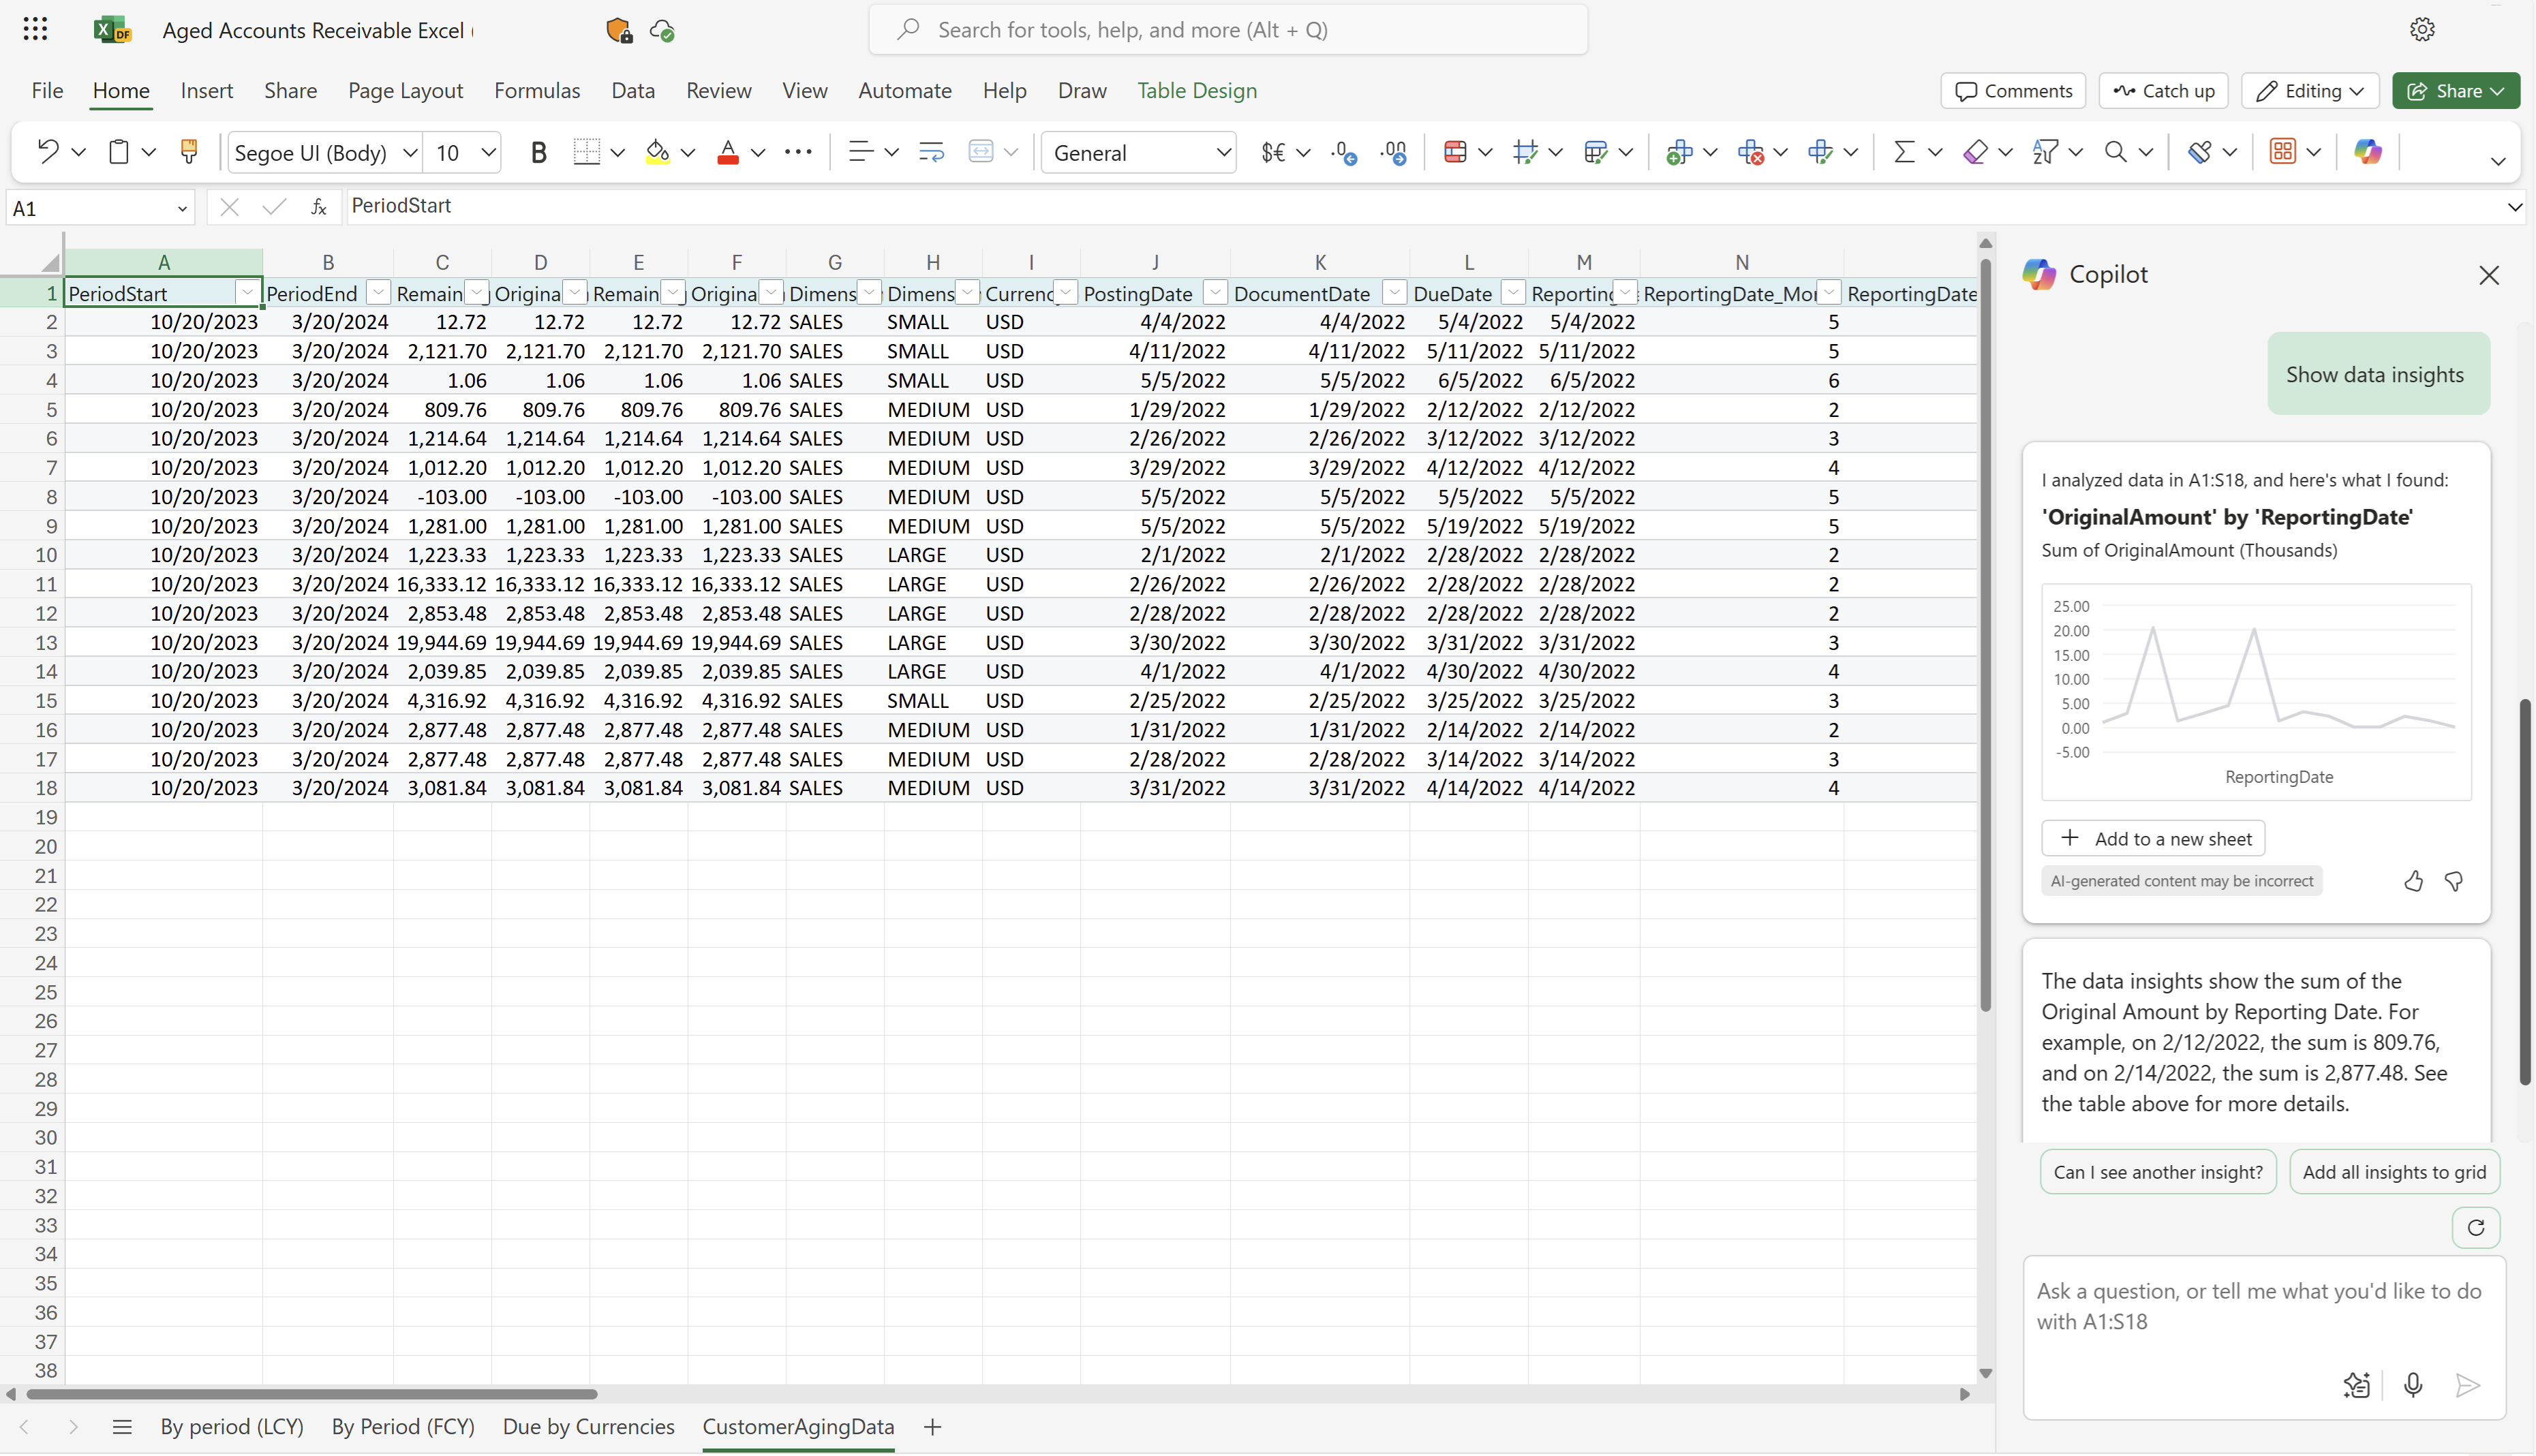 Aged Accounts Receivable Excel (
Search for tools, help, and more (Alt + Q)
File Home Insert Share Page Layout Formulas Data Review View Automate Help Draw Table Design
Comments Catch up Editing Share
Segoe UI (Body) 10 B General
A1 fx PeriodStart
A B C D E F G H I J K L M N
1 PeriodStart PeriodEnd Remain Origina Remain Origina Dimens Dimens Currenc PostingDate DocumentDate DueDate Reporting ReportingDate_Mo ReportingDate
2 10/20/2023 3/20/2024 12.72 12.72 12.72 12.72 SALES SMALL USD 4/4/2022 4/4/2022 5/4/2022 5/4/2022 5
3 10/20/2023 3/20/2024 2,121.70 2,121.70 2,121.70 2,121.70 SALES SMALL USD 4/11/2022 4/11/2022 5/11/2022 5/11/2022 5
4 10/20/2023 3/20/2024 1.06 1.06 1.06 1.06 SALES SMALL USD 5/5/2022 5/5/2022 6/5/2022 6/5/2022 6
5 10/20/2023 3/20/2024 809.76 809.76 809.76 809.76 SALES MEDIUM USD 1/29/2022 1/29/2022 2/12/2022 2/12/2022 2
6 10/20/2023 3/20/2024 1,214.64 1,214.64 1,214.64 1,214.64 SALES MEDIUM USD 2/26/2022 2/26/2022 3/12/2022 3/12/2022 3
7 10/20/2023 3/20/2024 1,012.20 1,012.20 1,012.20 1,012.20 SALES MEDIUM USD 3/29/2022 3/29/2022 4/12/2022 4/12/2022 4
8 10/20/2023 3/20/2024 -103.00 -103.00 -103.00 -103.00 SALES MEDIUM USD 5/5/2022 5/5/2022 5/5/2022 5/5/2022 5
9 10/20/2023 3/20/2024 1,281.00 1,281.00 1,281.00 1,281.00 SALES MEDIUM USD 5/5/2022 5/5/2022 5/19/2022 5/19/2022 5
10 10/20/2023 3/20/2024 1,223.33 1,223.33 1,223.33 1,223.33 SALES LARGE USD 2/1/2022 2/1/2022 2/28/2022 2/28/2022 2
11 10/20/2023 3/20/2024 16,333.12 16,333.12 16,333.12 16,333.12 SALES LARGE USD 2/26/2022 2/26/2022 2/28/2022 2/28/2022 2
12 10/20/2023 3/20/2024 2,853.48 2,853.48 2,853.48 2,853.48 SALES LARGE USD 2/28/2022 2/28/2022 2/28/2022 2/28/2022 2
13 10/20/2023 3/20/2024 19,944.69 19,944.69 19,944.69 19,944.69 SALES LARGE USD 3/30/2022 3/30/2022 3/31/2022 3/31/2022 3
14 10/20/2023 3/20/2024 2,039.85 2,039.85 2,039.85 2,039.85 SALES LARGE USD 4/1/2022 4/1/2022 4/30/2022 4/30/2022 4
15 10/20/2023 3/20/2024 4,316.92 4,316.92 4,316.92 4,316.92 SALES SMALL USD 2/25/2022 2/25/2022 3/25/2022 3/25/2022 3
16 10/20/2023 3/20/2024 2,877.48 2,877.48 2,877.48 2,877.48 SALES MEDIUM USD 1/31/2022 1/31/2022 2/14/2022 2/14/2022 2
17 10/20/2023 3/20/2024 2,877.48 2,877.48 2,877.48 2,877.48 SALES MEDIUM USD 2/28/2022 2/28/2022 3/14/2022 3/14/2022 3
18 10/20/2023 3/20/2024 3,081.84 3,081.84 3,081.84 3,081.84 SALES MEDIUM USD 3/31/2022 3/31/2022 4/14/2022 4/14/2022 4
19
20
21
22
23
24
25
26
27
28
29
30
31
32
33
34
35
36
37
38
By period (LCY) By Period (FCY) Due by Currencies CustomerAgingData
Copilot
Show data insights
I analyzed data in A1:S18, and here's what I found:
'OriginalAmount' by 'ReportingDate'
Sum of OriginalAmount (Thousands)
25.00
20.00
15.00
10.00
5.00
0.00
-5.00
ReportingDate
Add to a new sheet
AI-generated content may be incorrect
The data insights show the sum of the
Original Amount by Reporting Date. For
example, on 2/12/2022, the sum is 809.76,
and on 2/14/2022, the sum is 2,877.48. See
the table above for more details.
Can I see another insight? Add all insights to grid
Ask a question, or tell me what you'd like to do
with A1:S18